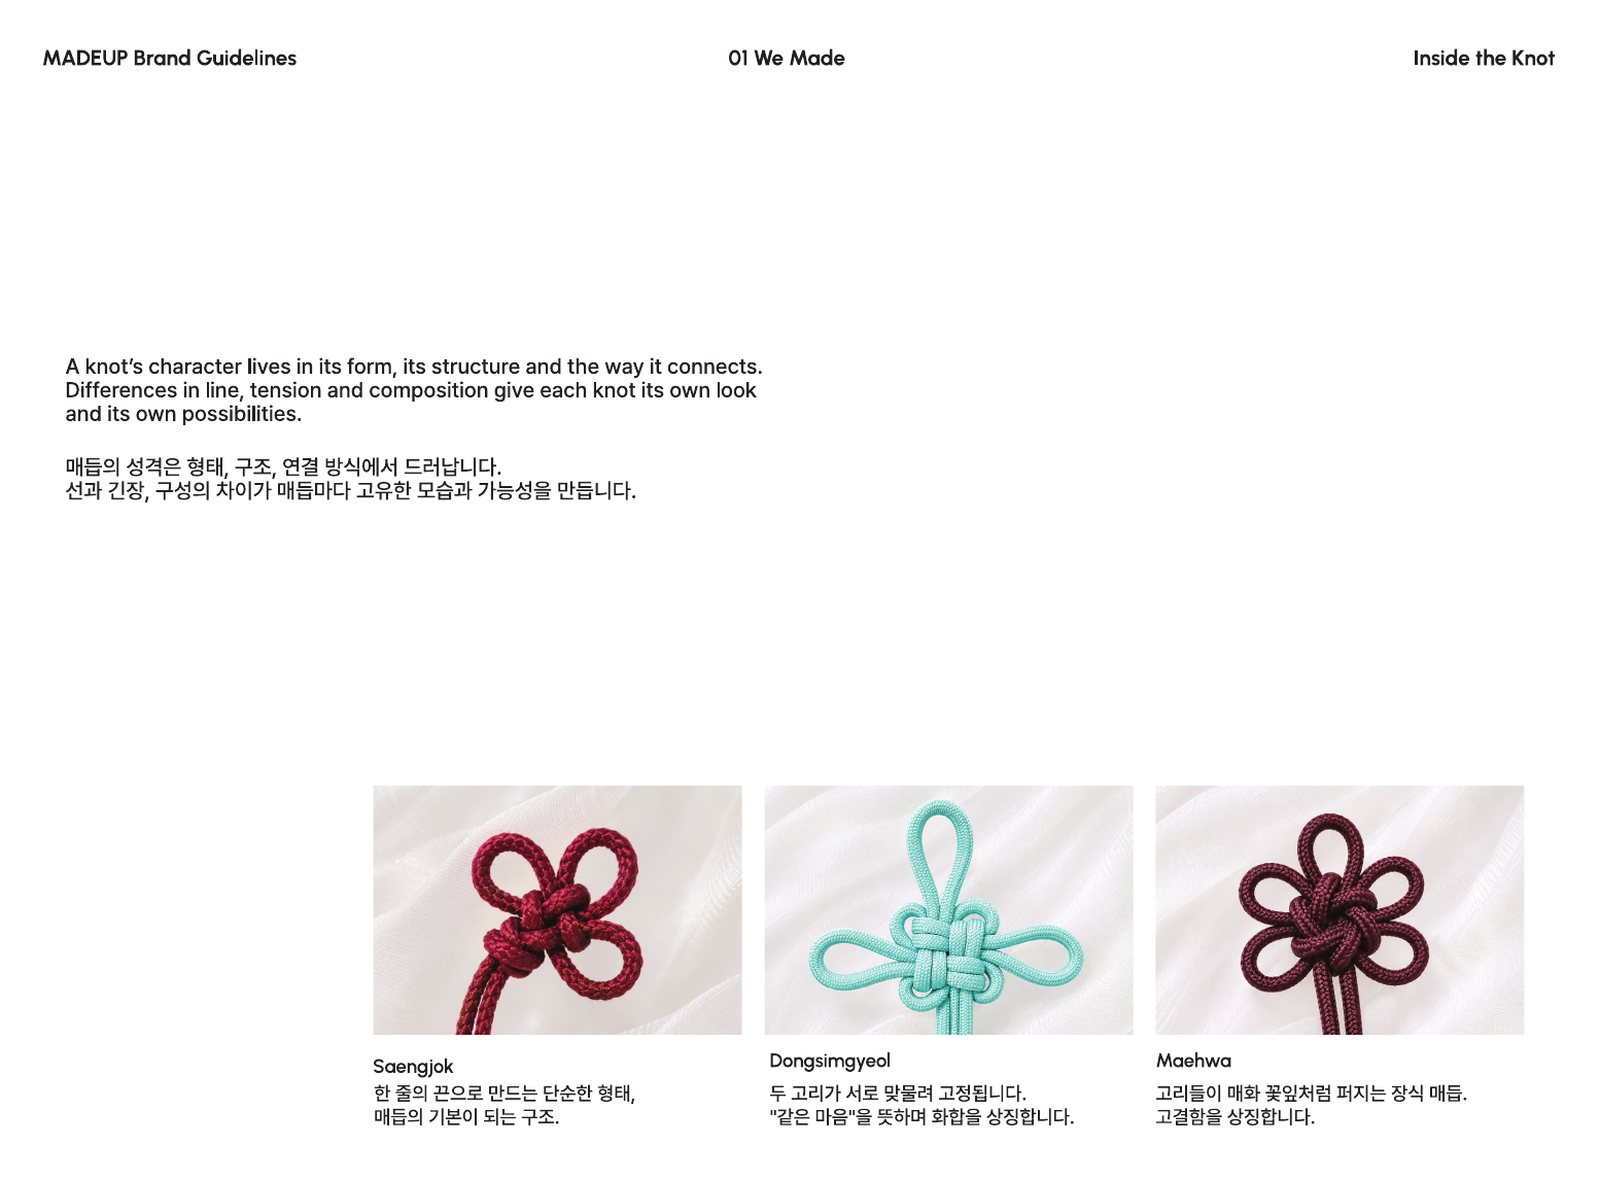 MADEUP Brand Guidelines
01 We Made
Inside the Knot
A knot’s character lives in its form, its structure and the way it connects.
Differences in line, tension and composition give each knot its own look
and its own possibilities.
매듭의 성격은 형태, 구조, 연결 방식에서 드러납니다.
선과 긴장, 구성의 차이가 매듭마다 고유한 모습과 가능성을 만듭니다.
Saengjok
한 줄의 끈으로 만드는 단순한 형태,
매듭의 기본이 되는 구조.
Dongsimgyeol
두 고리가 서로 맞물려 고정됩니다.
"같은 마음"을 뜻하며 화합을 상징합니다.
Maehwa
고리들이 매화 꽃잎처럼 퍼지는 장식 매듭.
고결함을 상징합니다.